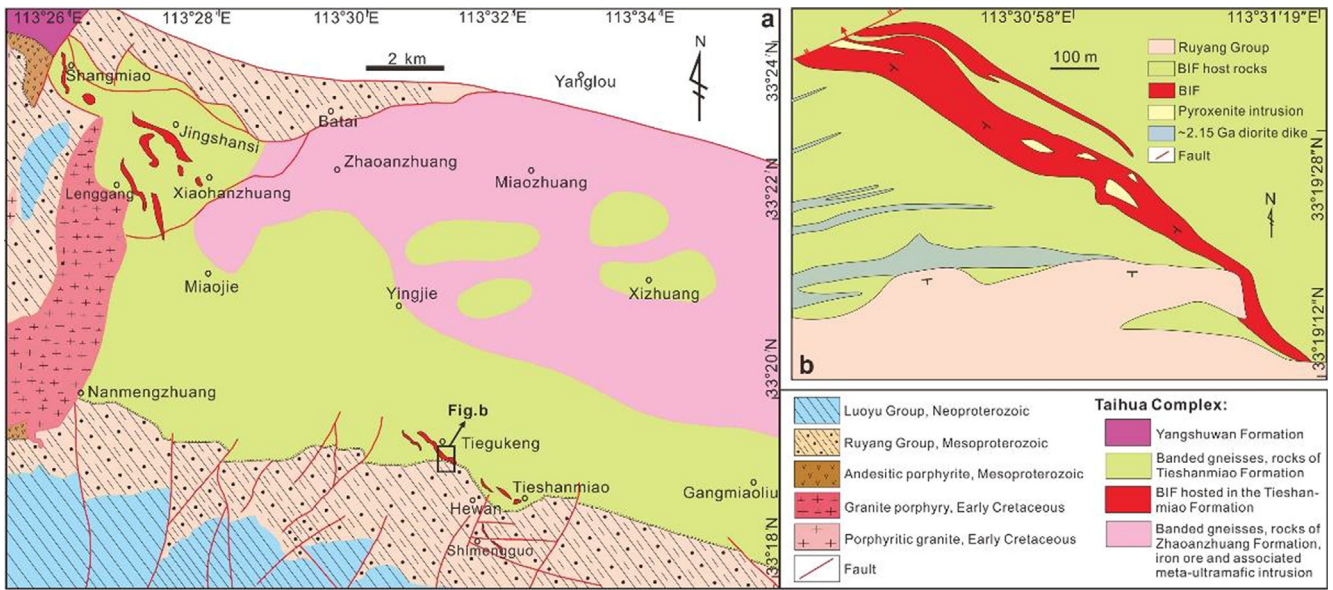 113°26′E
113°28′E
113°30′E
113°32′E
113°34′E
a
2 km
N
Shangmiao
Yanglou
33°24′N
Batai
Jingshansi
Zhaoanzhuang
Miaozhuang
33°22′N
Lenggang
Xiaohanzhuang
Miaojie
Yingjie
Xizhuang
33°20′N
Nanmengzhuang
Fig.b
Tiegukeng
Tieshanmiao
Gangmiaoliu
Hewan
Shimengguo
33°18′N
113°30′58″E
113°31′19″E
100 m
Ruyang Group
BIF host rocks
BIF
Pyroxenite intrusion
~2.15 Ga diorite dike
Fault
33°19′28″N
N
33°19′12″N
b
Luoyu Group, Neoproterozoic
Ruyang Group, Mesoproterozoic
Andesitic porphyrite, Mesoproterozoic
Granite porphyry, Early Cretaceous
Porphyritic granite, Early Cretaceous
Fault
Taihua Complex:
Yangshuwan Formation
Banded gneisses, rocks of
Tieshanmiao Formation
BIF hosted in the Tieshan-
miao Formation
Banded gneisses, rocks of
Zhaoanzhuang Formation,
iron ore and associated
meta-ultramafic intrusion